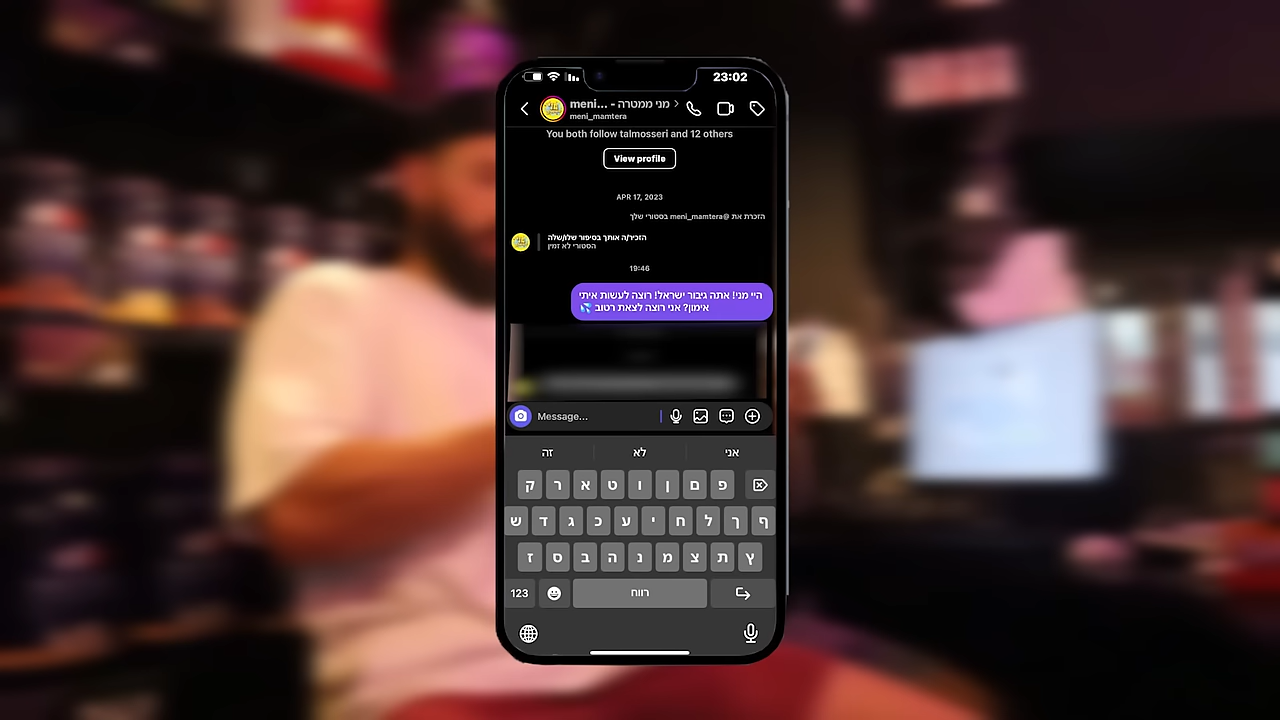 23:02
meni... - מני ממטרה
meni_mamtera
You both follow talmosseri and 12 others
View profile
APR 17, 2023
הזכרת את @meni_mamtera בסטורי שלך
הזכיר/ה אותך בסיפור שלו/שלה
הסטורי לא זמין
19:46
היי מני! אתה גיבור ישראל! רוצה לעשות איתי
אימון? אני רוצה לצאת רטוב 💦
Message...
זה לא אני
ק ר א ט ו ן ם פ
ש ד ג כ ע י ח ל ך ף
ז ס ב ה נ מ צ ת ץ
123 רווח